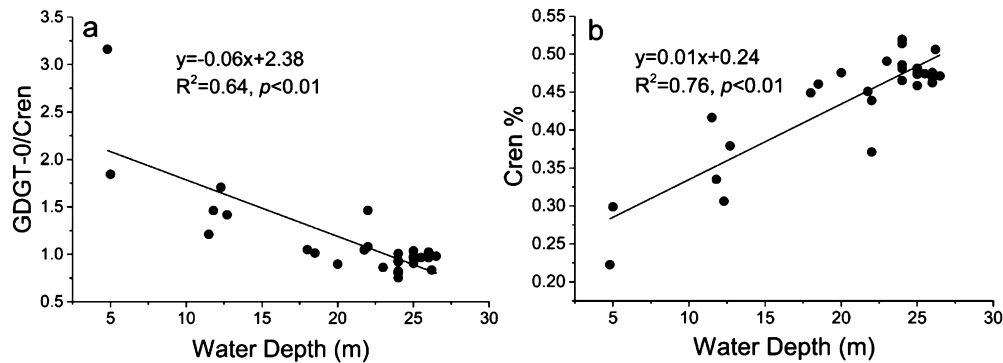 a
y=-0.06x+2.38
R²=0.64, p<0.01
GDGT-0/Cren
3.5
3.0
2.5
2.0
1.5
1.0
0.5
5
10
15
20
25
30
Water Depth (m)
b
y=0.01x+0.24
R²=0.76, p<0.01
Cren %
0.55
0.50
0.45
0.40
0.35
0.30
0.25
0.20
5
10
15
20
25
30
Water Depth (m)